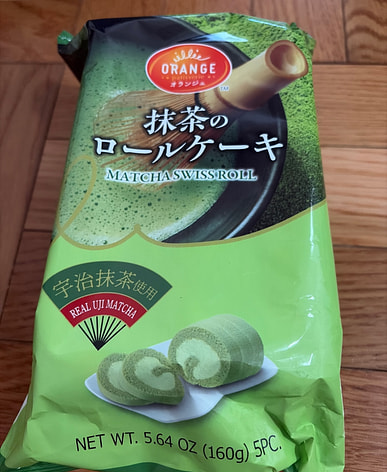 ORANGE
patisserie
オランジェ
抹茶の
ロールケーキ
MATCHA SWISS ROLL
宇治抹茶使用
REAL UJI MATCHA
NET WT. 5.64 OZ (160g) 5PC.